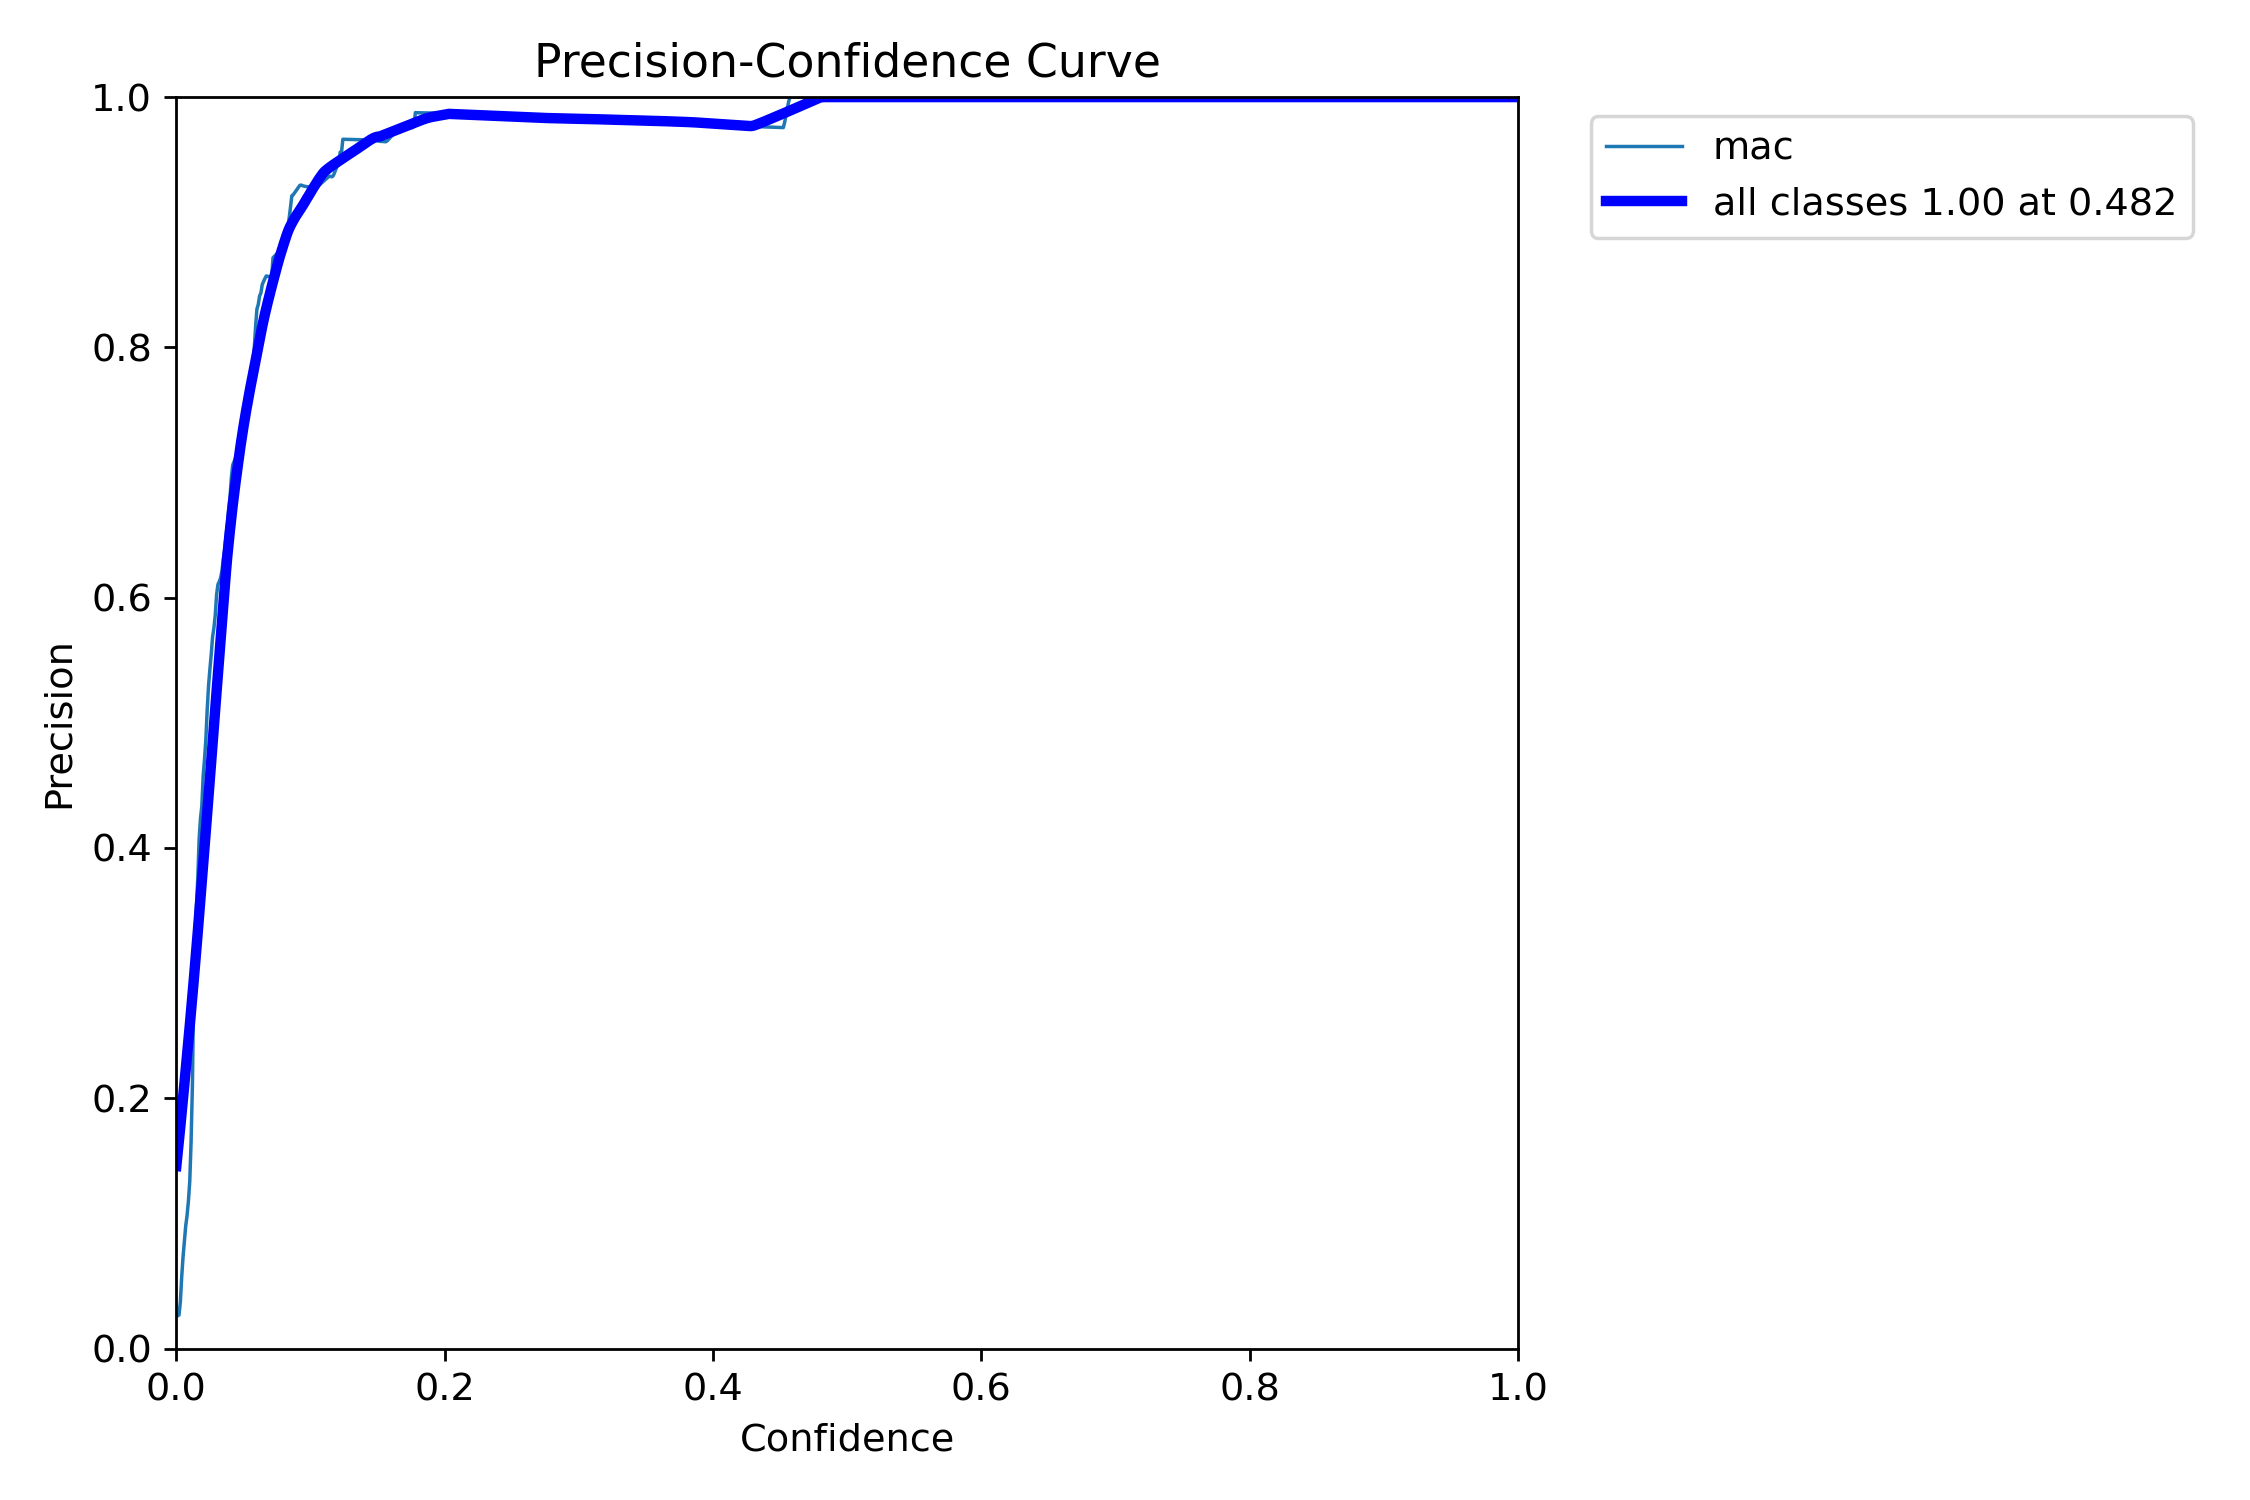 Precision-Confidence Curve
1.0
0.8
0.6
0.4
0.2
0.0
Precision
0.0 0.2 0.4 0.6 0.8 1.0
Confidence
mac
all classes 1.00 at 0.482